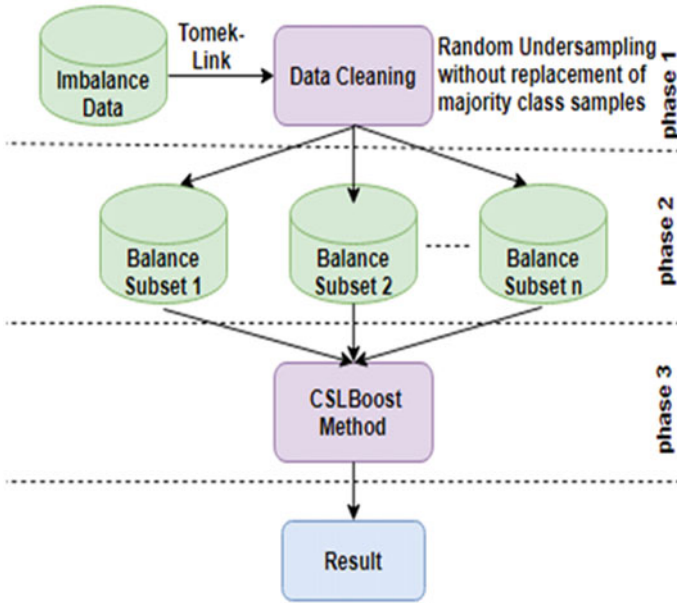 Imbalance
Data
Tomek-
Link
Data Cleaning
Random Undersampling
without replacement of
majority class samples
phase 1
Balance
Subset 1
Balance
Subset 2
Balance
Subset n
phase 2
CSLBoost
Method
phase 3
Result